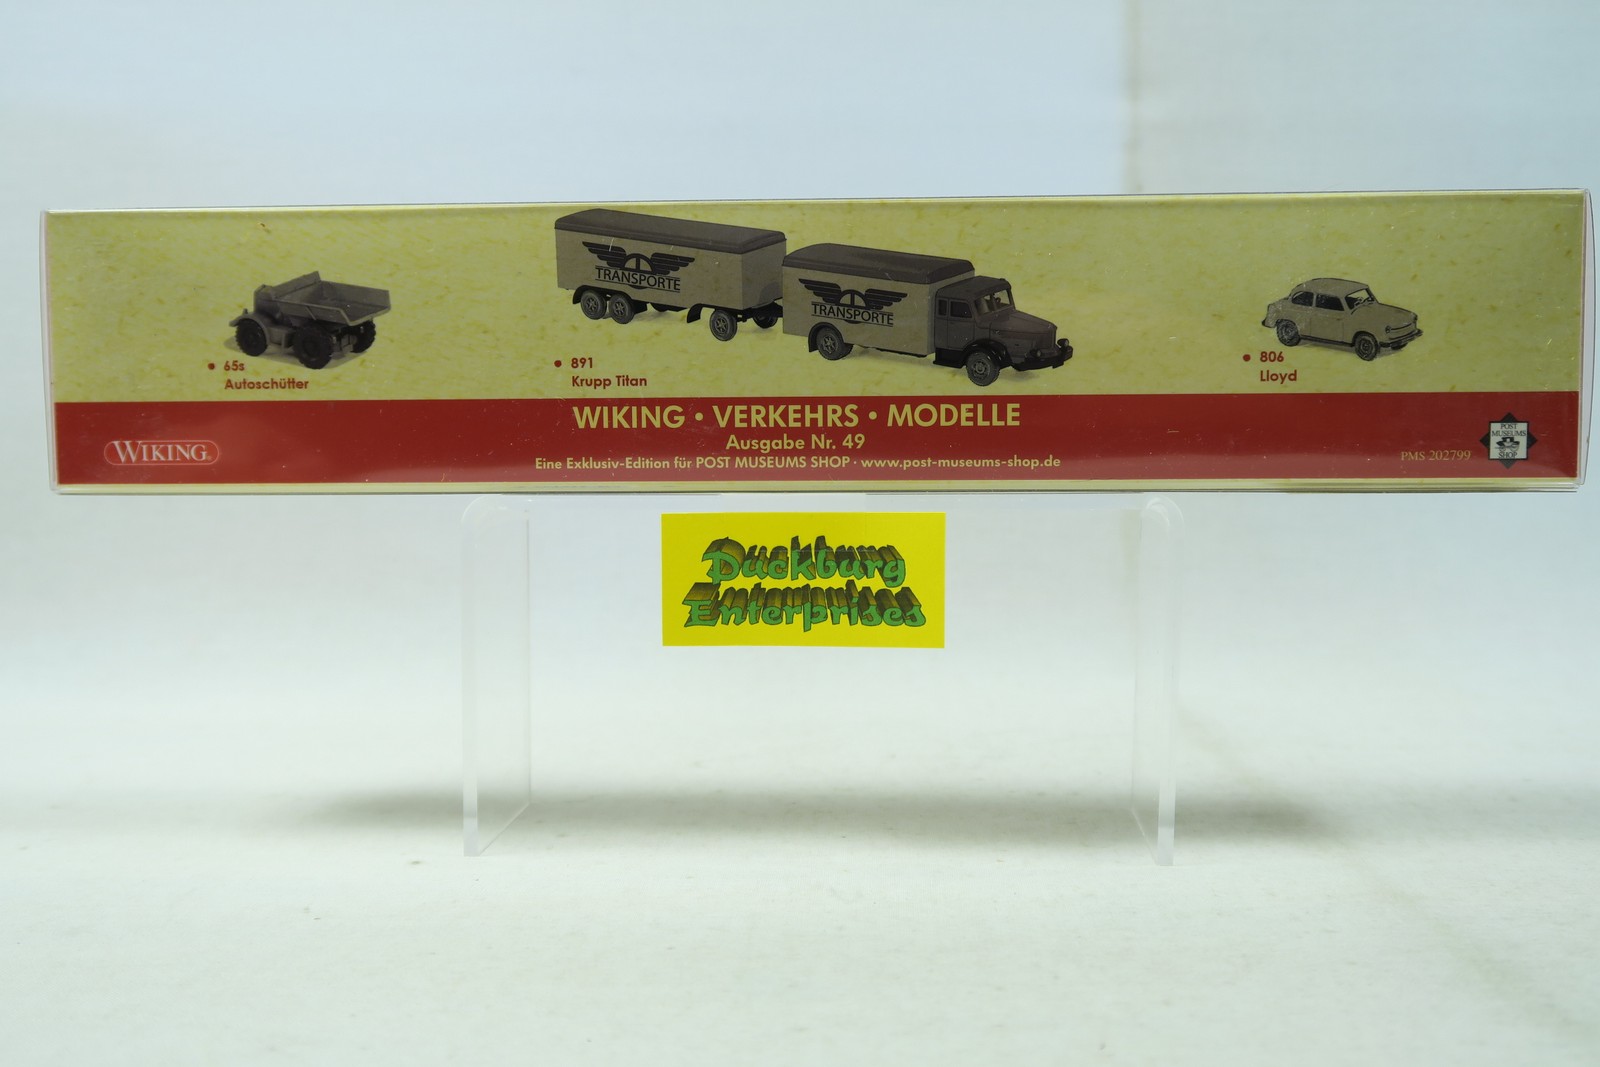 TRANSPORTE
TRANSPORTE
65s
Autoschütter
891
Krupp Titan
806
Lloyd
WIKING • VERKEHRS • MODELLE
Ausgabe Nr. 49
Eine Exklusiv-Edition für POST MUSEUMS SHOP · www.post-museums-shop.de
WIKING
PMS 202799
POST
MUSEUMS
SHOP
Duckburg
Enterprises